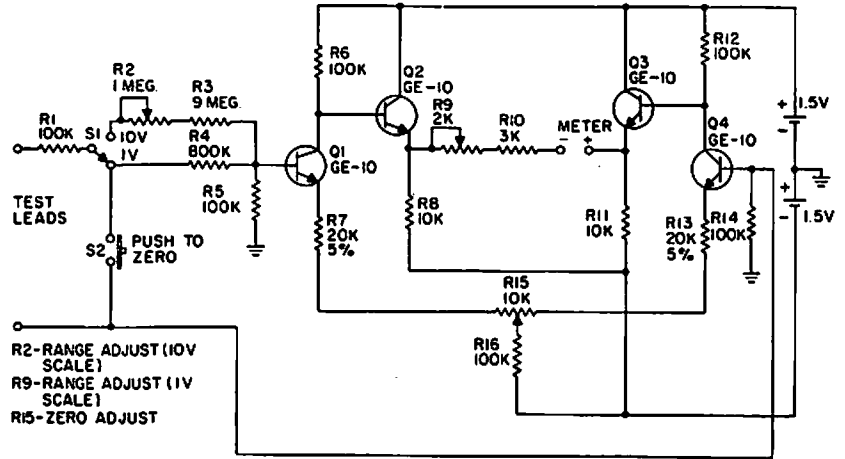 R1
100K
S1
10V
1V
R2
1 MEG.
R3
9 MEG.
R4
800K
R5
100K
TEST
LEADS
S2
PUSH TO
ZERO
R6
100K
Q1
GE-10
R7
20K
5%
Q2
GE-10
R8
10K
R9
2K
R10
3K
METER
- +
Q3
GE-10
R11
10K
R12
100K
Q4
GE-10
R13
20K
5%
R14
100K
R15
10K
R16
100K
+
1.5V
-
+
1.5V
-
R2-RANGE ADJUST (10V
SCALE)
R9-RANGE ADJUST (1V
SCALE)
R15-ZERO ADJUST